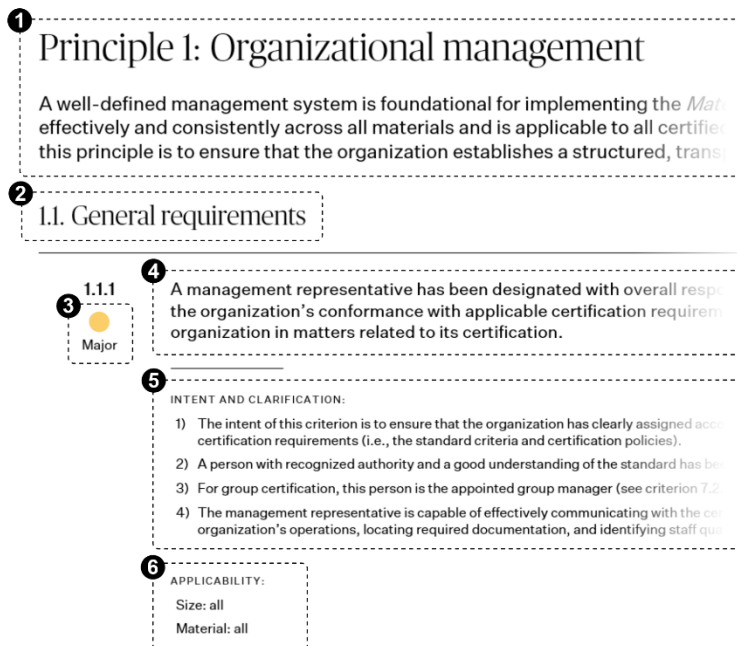 1
Principle 1: Organizational management
A well-defined management system is foundational for implementing the
effectively and consistently across all materials and is applicable to all certified
this principle is to ensure that the organization establishes a structured,
2
1.1. General requirements
1.1.1
3
Major
4
A management representative has been designated with overall
the organization's conformance with applicable certification
organization in matters related to its certification.
5
INTENT AND CLARIFICATION:
1) The intent of this criterion is to ensure that the organization has clearly assigned
certification requirements (i.e., the standard criteria and certification policies).
2) A person with recognized authority and a good understanding of the standard has
3) For group certification, this person is the appointed group manager (see criterion 7.2.
4) The management representative is capable of effectively communicating with the
organization's operations, locating required documentation, and identifying staff
6
APPLICABILITY:
Size: all
Material: all